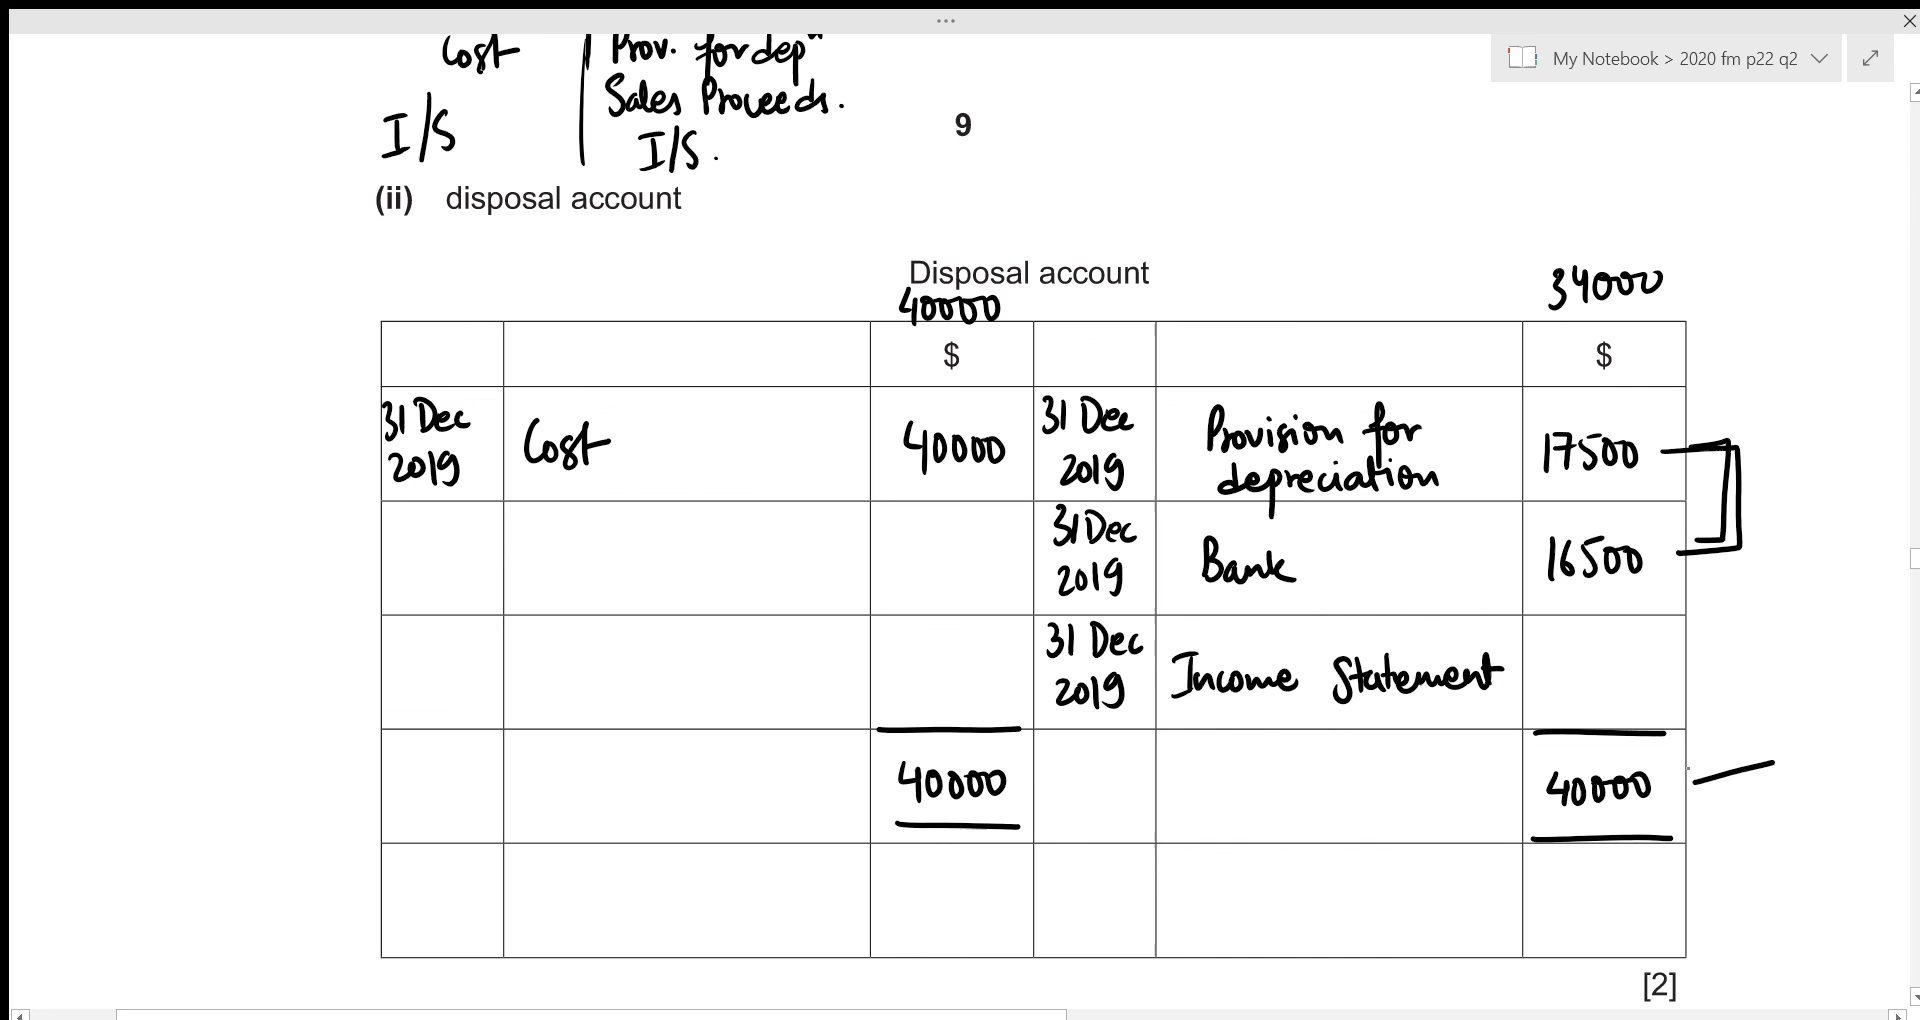 ...
My Notebook > 2020 fm p22 q2
Cost
Prov. for depⁿ
Sales Proveeds.
I/S
I/S.
9
(ii) disposal account
Disposal account
40000
34000
$
$
31 Dec
2019
Cost
40000
31 Dec
2019
Provision for
depreciation
17500
31 Dec
2019
Bank
16500
31 Dec
2019
Income Statement
40000
40000
[2]